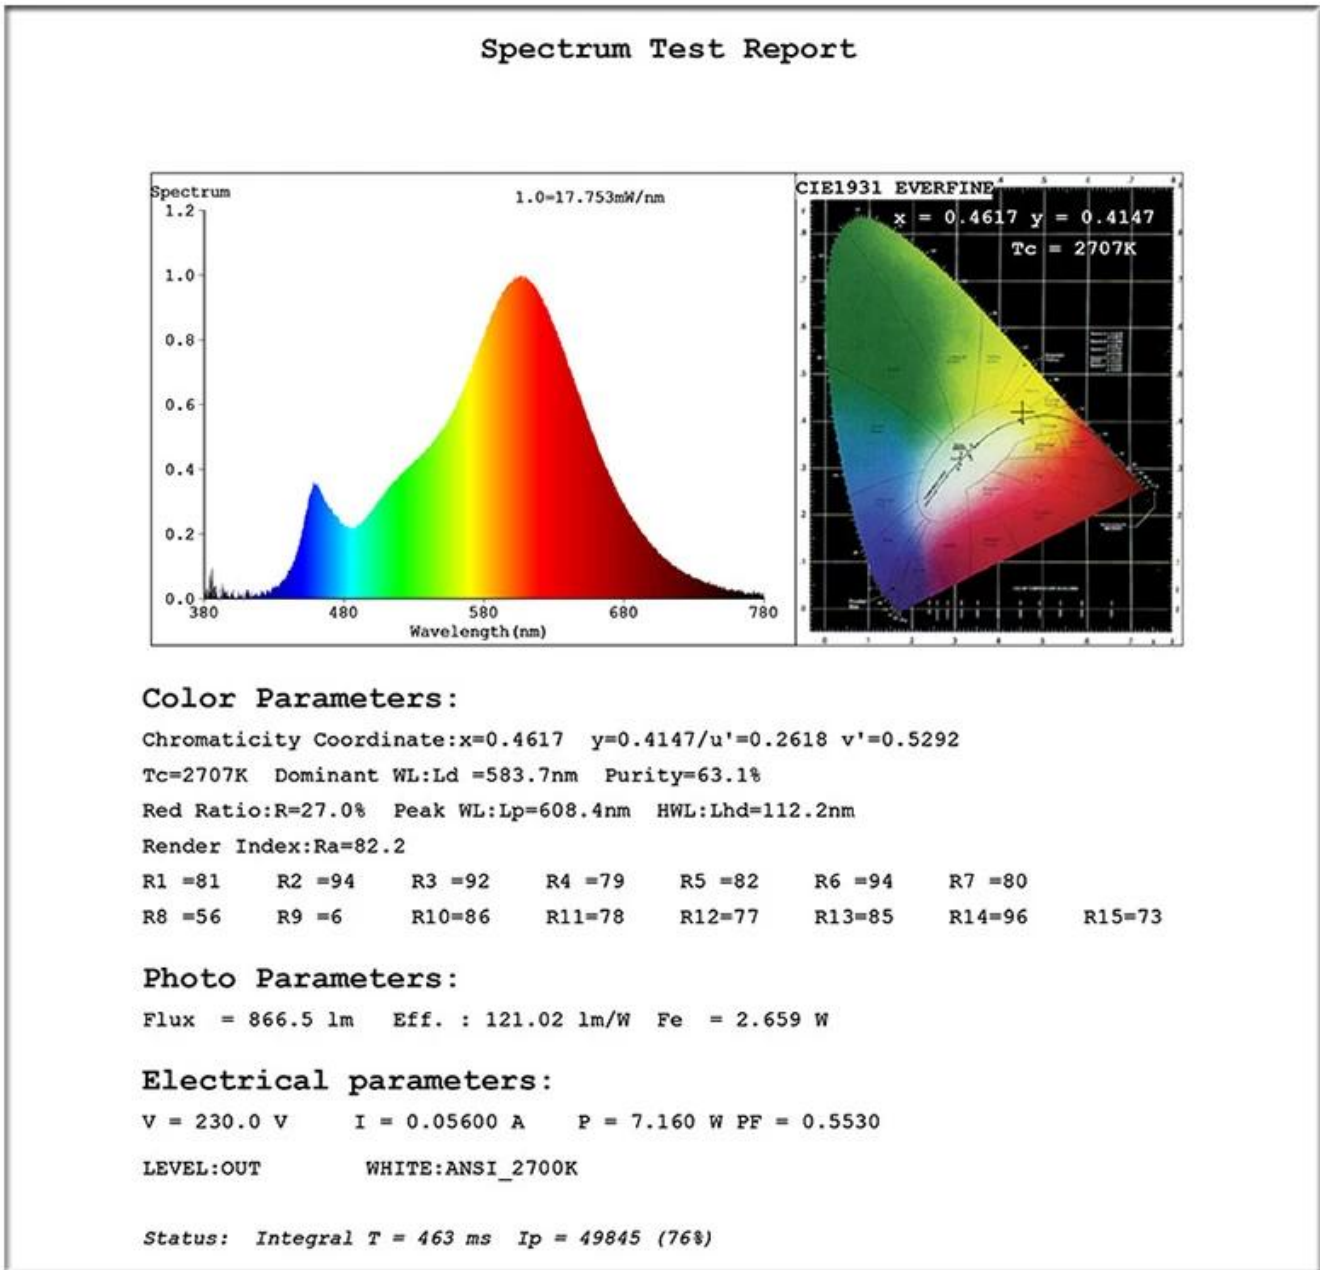 Spectrum Test Report
Spectrum
1.0=17.753mW/nm
1.2
1.0
0.8
0.6
0.4
0.2
0.0
380 480 580 680 780
Wavelength(nm)
CIE1931 EVERFINE
x = 0.4617 y = 0.4147
Tc = 2707K
Color Parameters:
Chromaticity Coordinate:x=0.4617 y=0.4147/u'=0.2618 v'=0.5292
Tc=2707K Dominant WL:Ld =583.7nm Purity=63.1%
Red Ratio:R=27.0% Peak WL:Lp=608.4nm HWL:Lhd=112.2nm
Render Index:Ra=82.2
R1 =81 R2 =94 R3 =92 R4 =79 R5 =82 R6 =94 R7 =80
R8 =56 R9 =6 R10=86 R11=78 R12=77 R13=85 R14=96 R15=73
Photo Parameters:
Flux = 866.5 lm Eff. : 121.02 lm/W Fe = 2.659 W
Electrical parameters:
V = 230.0 V I = 0.05600 A P = 7.160 W PF = 0.5530
LEVEL:OUT WHITE:ANSI_2700K
Status: Integral T = 463 ms Ip = 49845 (76%)